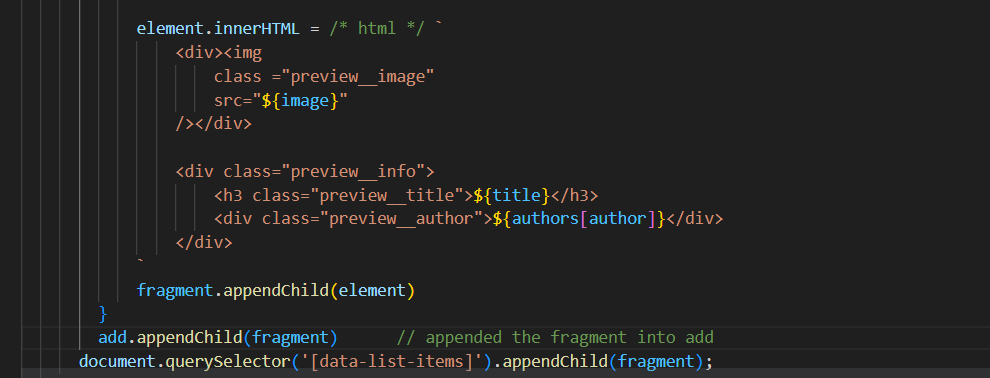 element.innerHTML = /* html */ `
<div><img
class ="preview__image"
src="${image}"
/></div>
<div class="preview__info">
<h3 class="preview__title">${title}</h3>
<div class="preview__author">${authors[author]}</div>
</div>
`
fragment.appendChild(element)
}
add.appendChild(fragment) // appended the fragment into add
document.querySelector('[data-list-items]').appendChild(fragment);